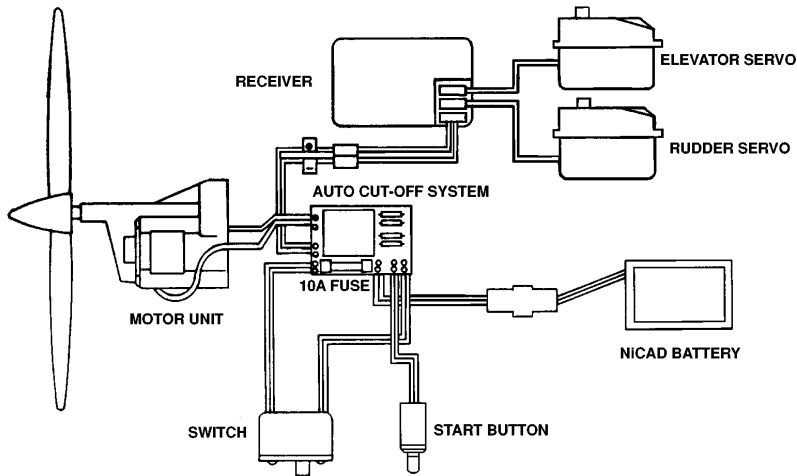 RECEIVER
ELEVATOR SERVO
RUDDER SERVO
AUTO CUT-OFF SYSTEM
10A FUSE
MOTOR UNIT
NiCAD BATTERY
SWITCH
START BUTTON